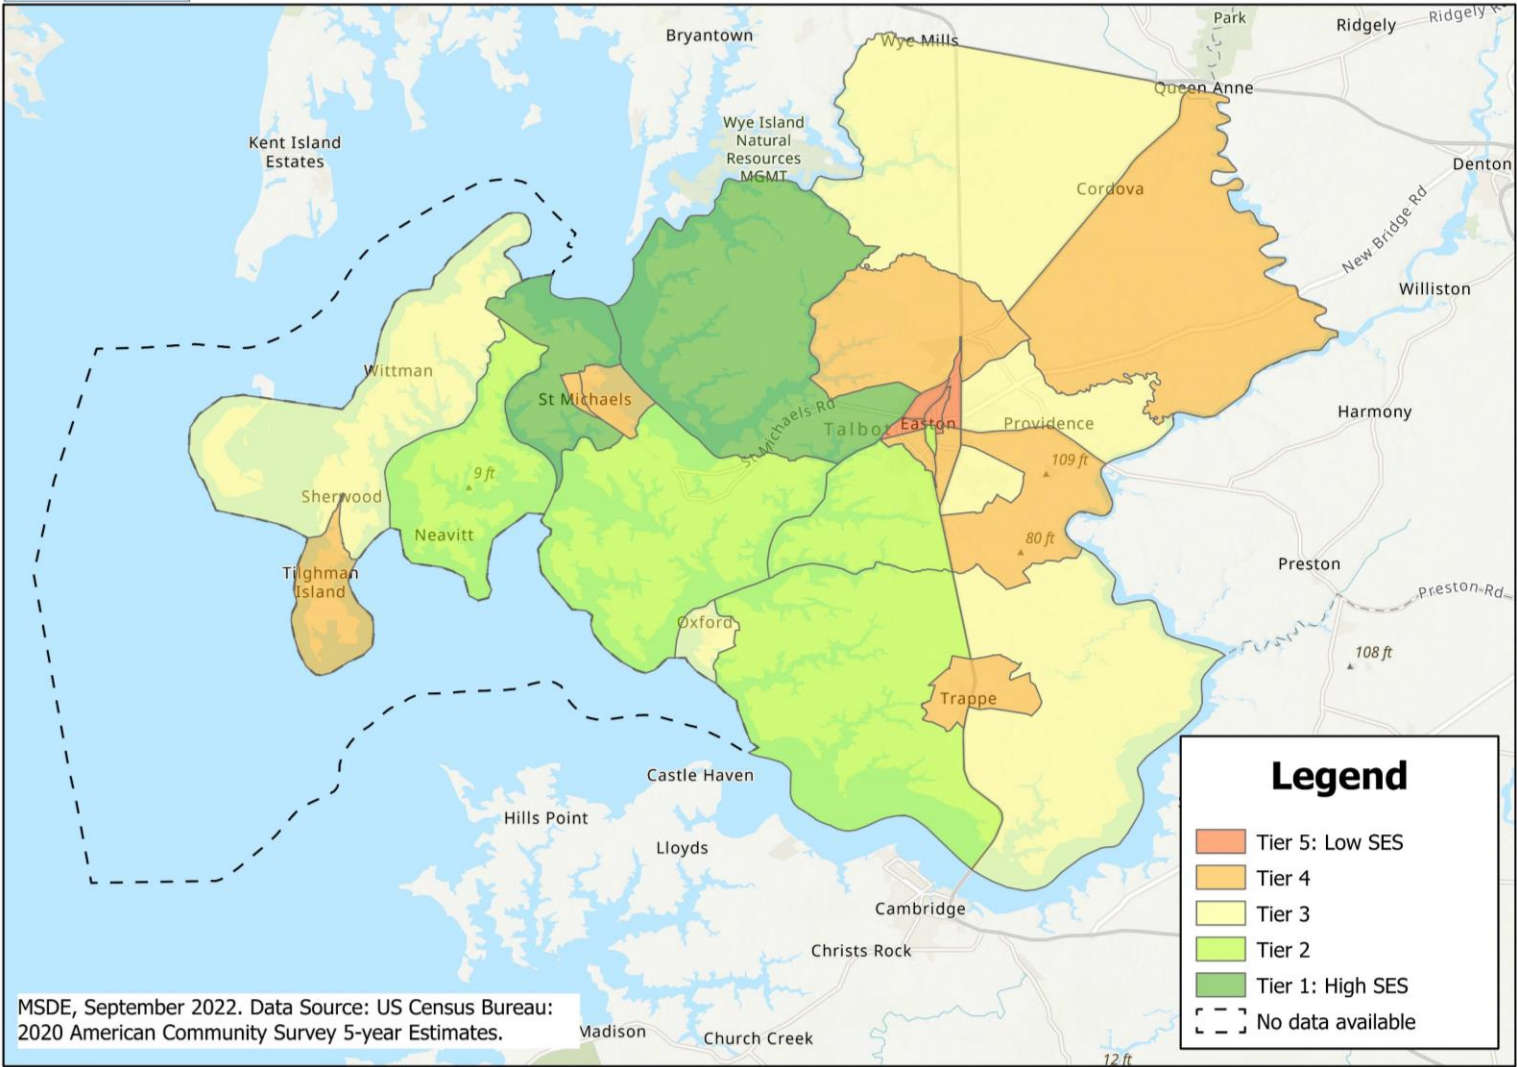 Park
Ridgely
Ridgely R
Bryantown
Wye Mills
Queen Anne
Wye Island
Natural
Resources
MGMT
Kent Island
Estates
Denton
Cordova
New Bridge Rd
Williston
Wittman
St Michaels
St Michaels Rd
Talbot
Easton
Providence
Harmony
109 ft
9 ft
Sherwood
Neavitt
80 ft
Tilghman
Island
Preston
Preston Rd
Oxford
108 ft
Trappe
Castle Haven
Hills Point
Lloyds
Cambridge
Christs Rock
Madison
Church Creek
12 ft
Legend
Tier 5: Low SES
Tier 4
Tier 3
Tier 2
Tier 1: High SES
No data available
MSDE, September 2022. Data Source: US Census Bureau:
2020 American Community Survey 5-year Estimates.